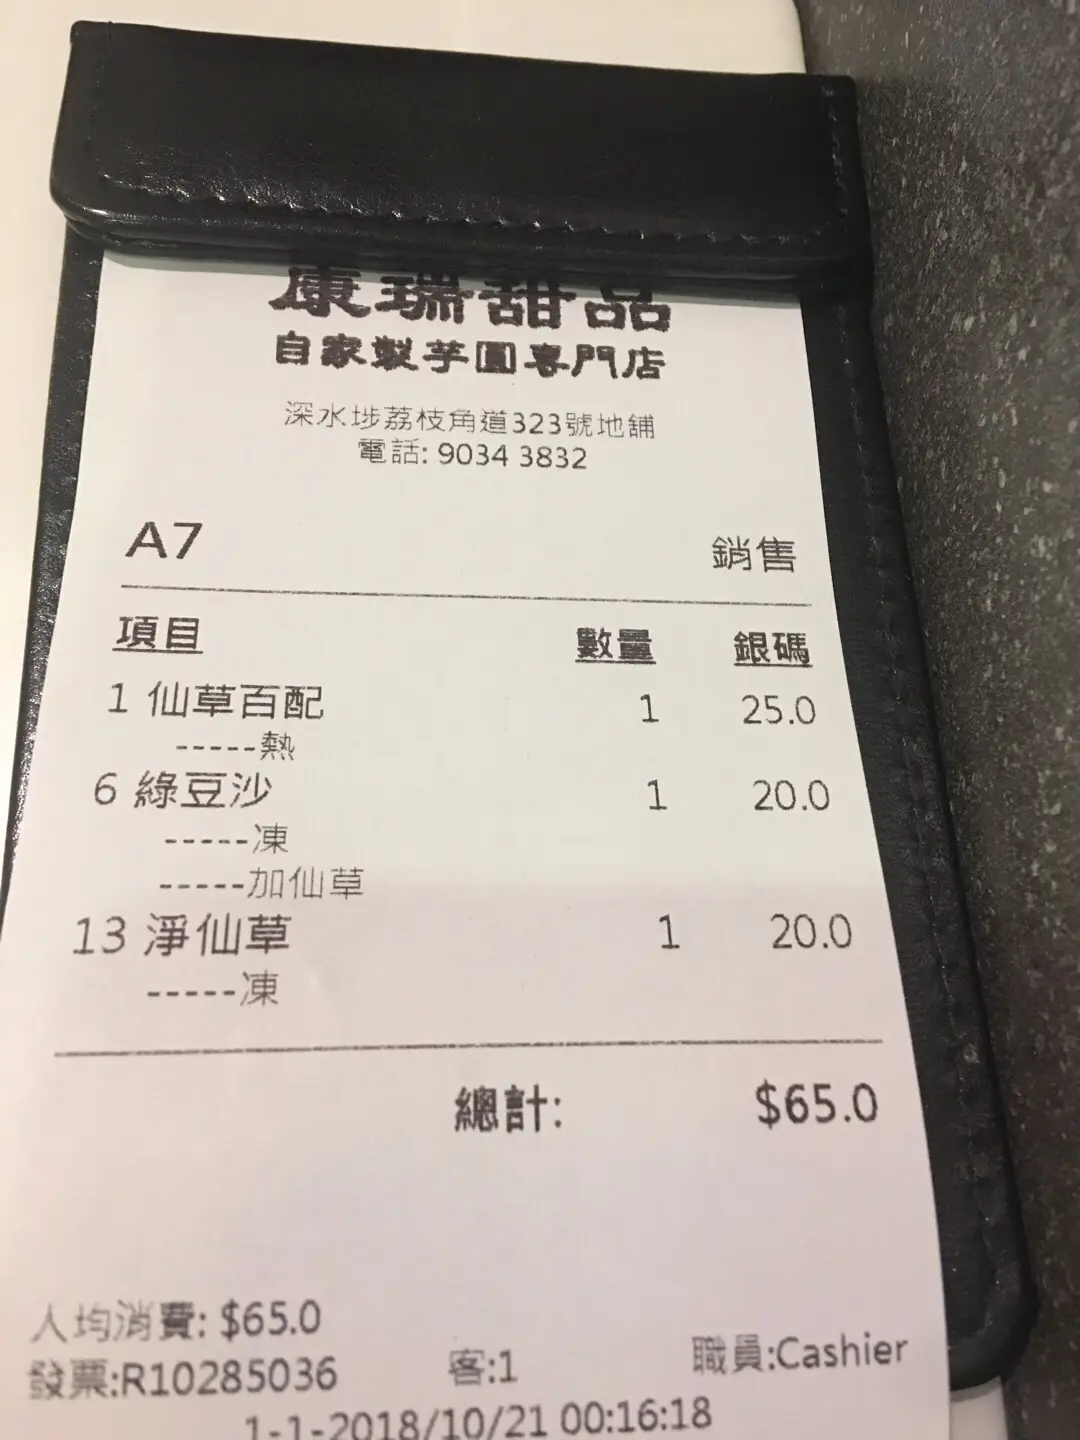 康瑞甜品
自家製芋圓專門店
深水埗荔枝角道323號地舖
電話: 9034 3832
A7 銷售
項目 數量 銀碼
1 仙草百配 1 25.0
-----熱
6 綠豆沙 1 20.0
-----凍
-----加仙草
13 淨仙草 1 20.0
-----凍
總計: $65.0
人均消費: $65.0
發票:R10285036 客:1 職員:Cashier
1-1-2018/10/21 00:16:18